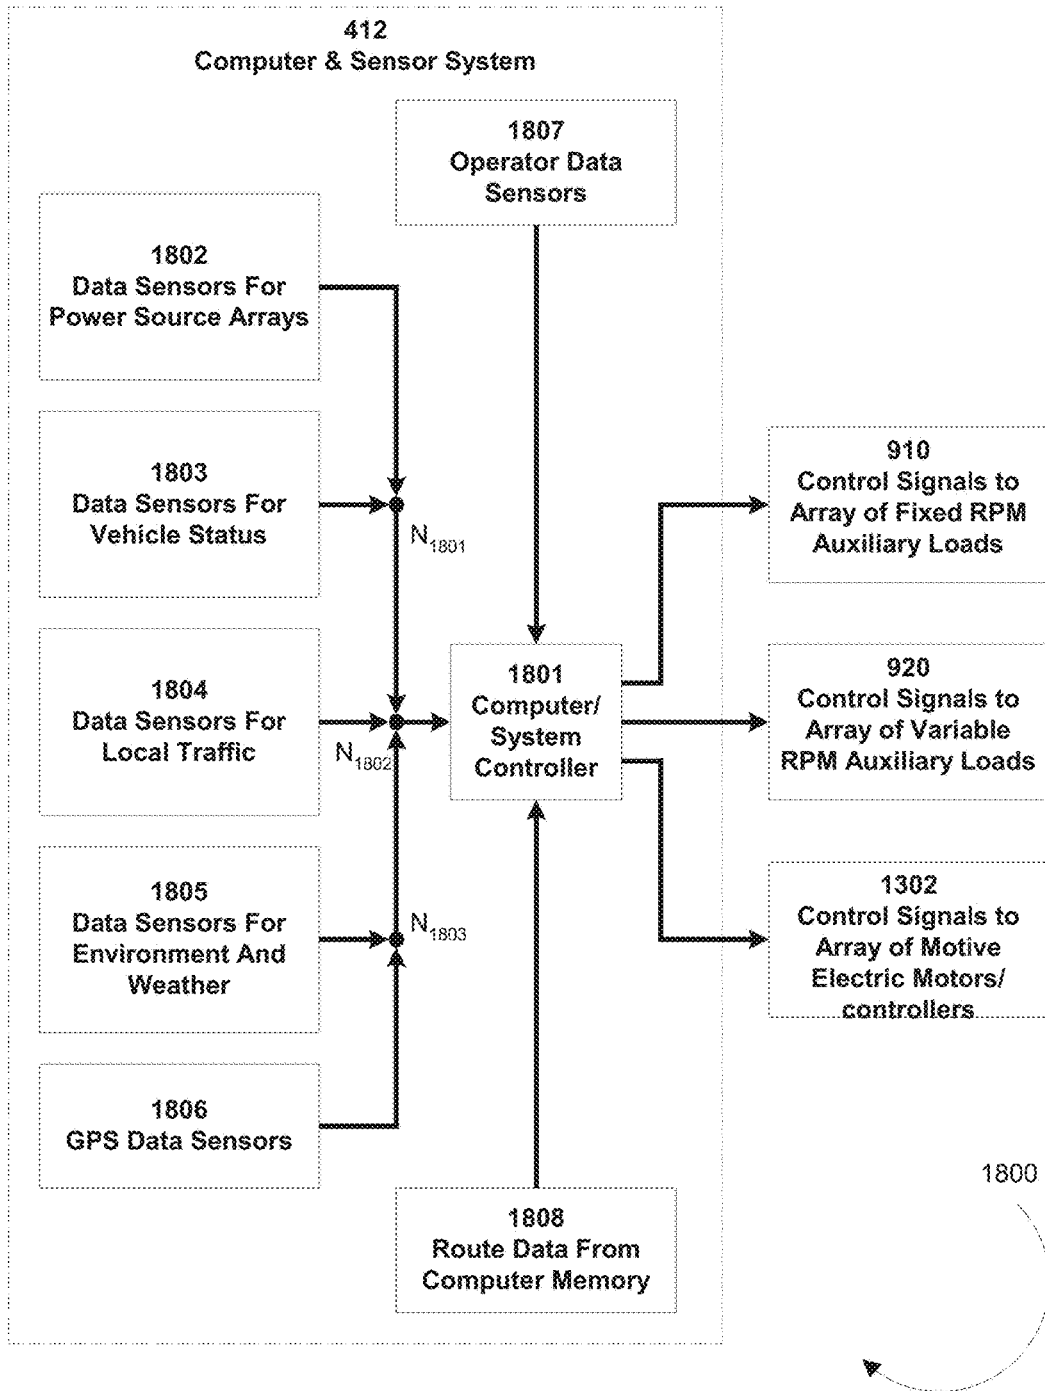 412
Computer & Sensor System
1807
Operator Data
Sensors
1802
Data Sensors For
Power Source Arrays
1803
Data Sensors For
Vehicle Status
N1801
1804
Data Sensors For
Local Traffic
N1802
1801
Computer/
System
Controller
910
Control Signals to
Array of Fixed RPM
Auxiliary Loads
920
Control Signals to
Array of Variable
RPM Auxiliary Loads
1805
Data Sensors For
Environment And
Weather
N1803
1302
Control Signals to
Array of Motive
Electric Motors/
controllers
1806
GPS Data Sensors
1808
Route Data From
Computer Memory
1800